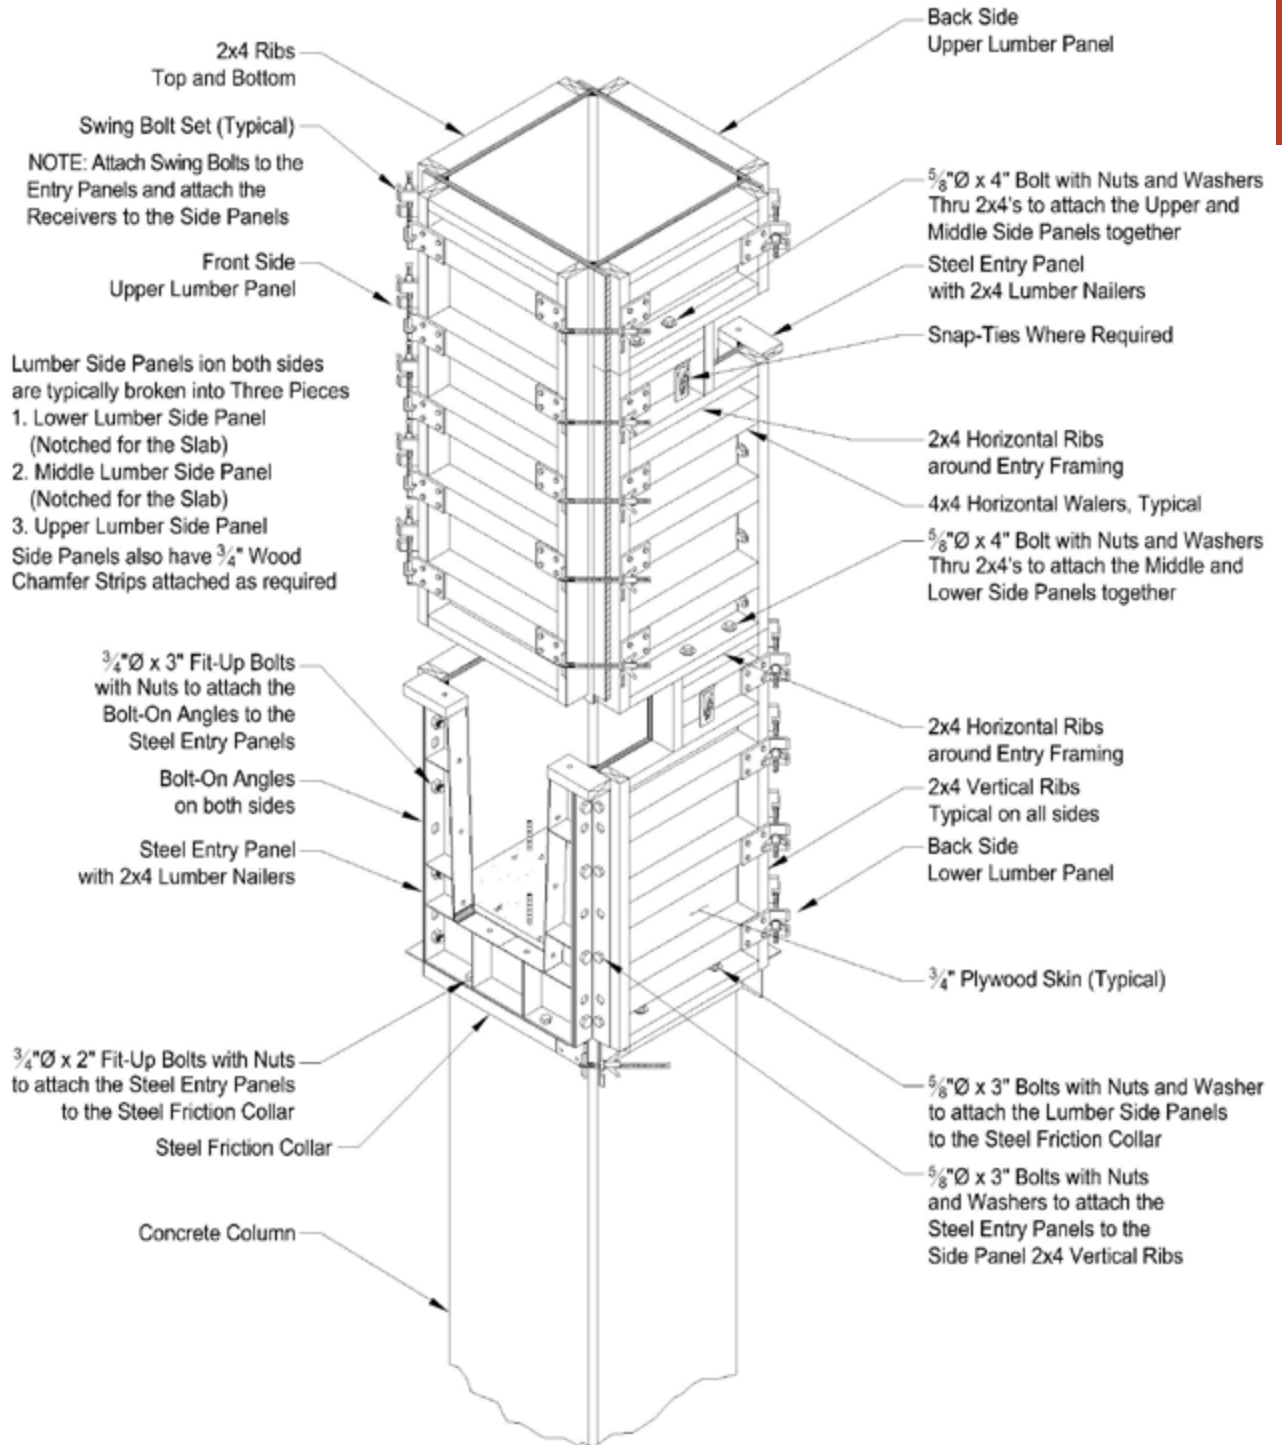 2x4 Ribs
Top and Bottom
Swing Bolt Set (Typical)
NOTE: Attach Swing Bolts to the
Entry Panels and attach the
Receivers to the Side Panels
Front Side
Upper Lumber Panel
Lumber Side Panels ion both sides
are typically broken into Three Pieces
1. Lower Lumber Side Panel
(Notched for the Slab)
2. Middle Lumber Side Panel
(Notched for the Slab)
3. Upper Lumber Side Panel
Side Panels also have 3/4" Wood
Chamfer Strips attached as required
3/4"Ø x 3" Fit-Up Bolts
with Nuts to attach the
Bolt-On Angles to the
Steel Entry Panels
Bolt-On Angles
on both sides
Steel Entry Panel
with 2x4 Lumber Nailers
3/4"Ø x 2" Fit-Up Bolts with Nuts
to attach the Steel Entry Panels
to the Steel Friction Collar
Steel Friction Collar
Concrete Column
Back Side
Upper Lumber Panel
5/8"Ø x 4" Bolt with Nuts and Washers
Thru 2x4's to attach the Upper and
Middle Side Panels together
Steel Entry Panel
with 2x4 Lumber Nailers
Snap-Ties Where Required
2x4 Horizontal Ribs
around Entry Framing
4x4 Horizontal Walers, Typical
5/8"Ø x 4" Bolt with Nuts and Washers
Thru 2x4's to attach the Middle and
Lower Side Panels together
2x4 Horizontal Ribs
around Entry Framing
2x4 Vertical Ribs
Typical on all sides
Back Side
Lower Lumber Panel
3/4" Plywood Skin (Typical)
5/8"Ø x 3" Bolts with Nuts and Washer
to attach the Lumber Side Panels
to the Steel Friction Collar
5/8"Ø x 3" Bolts with Nuts
and Washers to attach the
Steel Entry Panels to the
Side Panel 2x4 Vertical Ribs